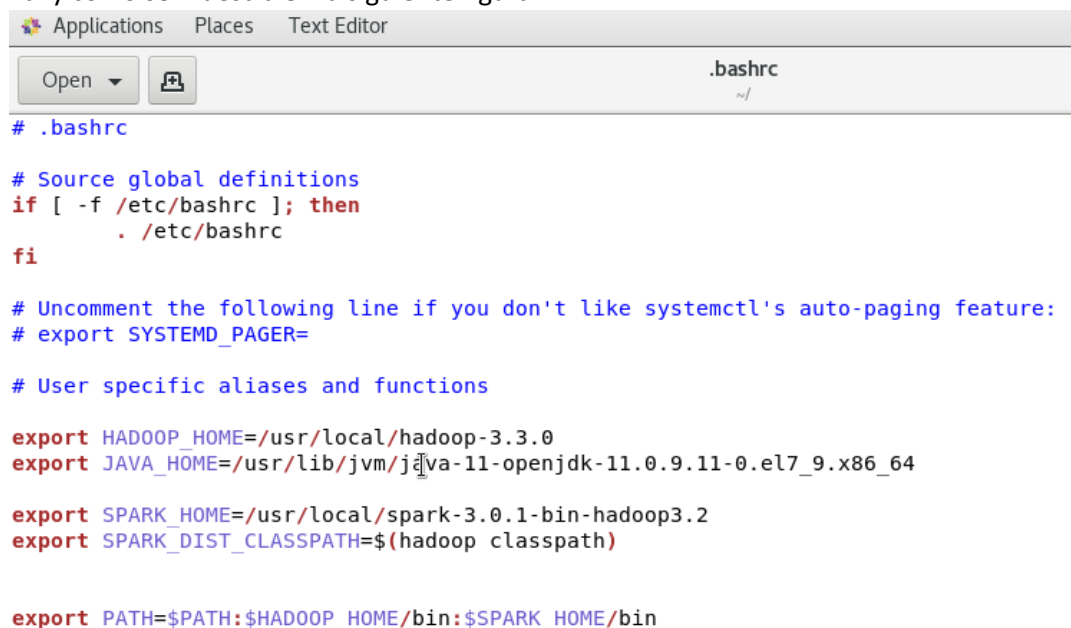 Applications Places Text Editor
Open
.bashrc
~/
# .bashrc
# Source global definitions
if [ -f /etc/bashrc ]; then
. /etc/bashrc
fi
# Uncomment the following line if you don't like systemctl's auto-paging feature:
# export SYSTEMD_PAGER=
# User specific aliases and functions
export HADOOP_HOME=/usr/local/hadoop-3.3.0
export JAVA_HOME=/usr/lib/jvm/java-11-openjdk-11.0.9.11-0.el7_9.x86_64
export SPARK_HOME=/usr/local/spark-3.0.1-bin-hadoop3.2
export SPARK_DIST_CLASSPATH=$(hadoop classpath)
export PATH=$PATH:$HADOOP_HOME/bin:$SPARK_HOME/bin